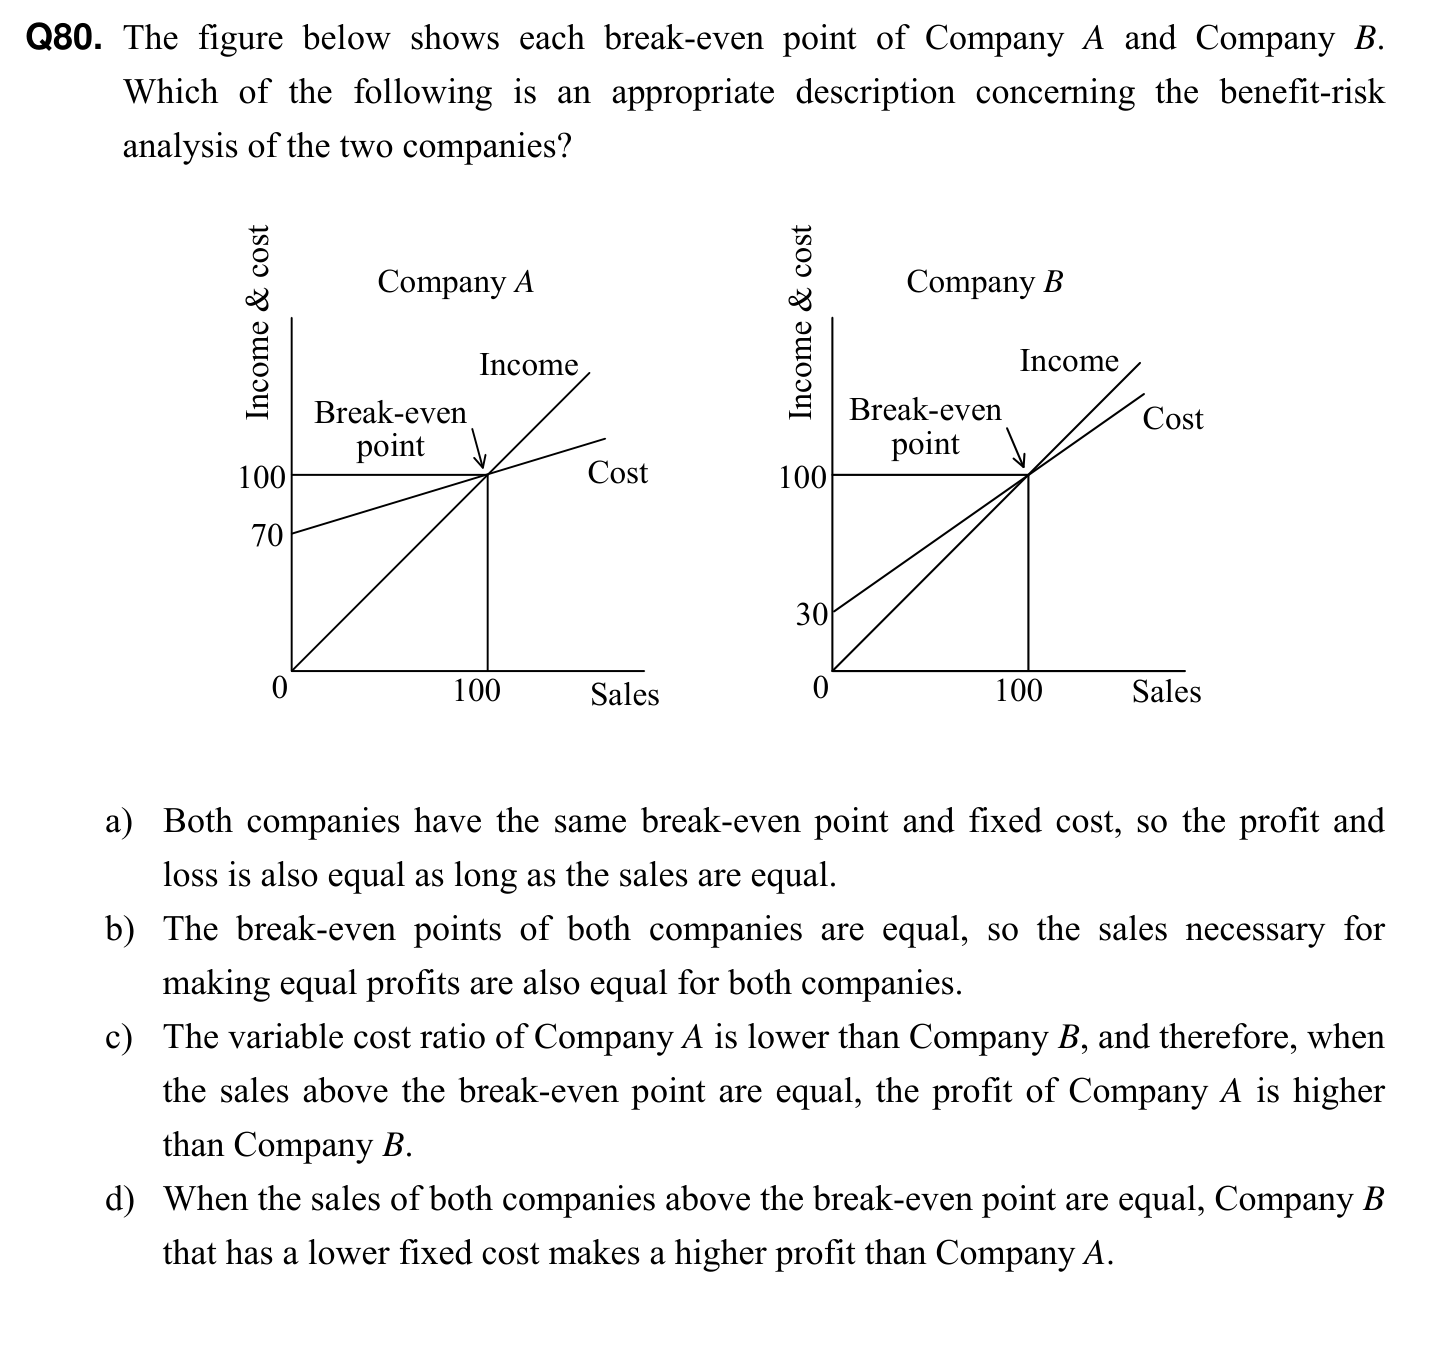 Q80. The figure below shows each break-even point of Company A and Company B.
Which of the following is an appropriate description concerning the benefit-risk
analysis of the two companies?
Income & cost
Company A
Income
Break-even
point
100
Cost
70
0
100
Sales
Income & cost
Company B
Income
Break-even
point
Cost
100
30
0
100
Sales
a) Both companies have the same break-even point and fixed cost, so the profit and
loss is also equal as long as the sales are equal.
b) The break-even points of both companies are equal, so the sales necessary for
making equal profits are also equal for both companies.
c) The variable cost ratio of Company A is lower than Company B, and therefore, when
the sales above the break-even point are equal, the profit of Company A is higher
than Company B.
d) When the sales of both companies above the break-even point are equal, Company B
that has a lower fixed cost makes a higher profit than Company A.